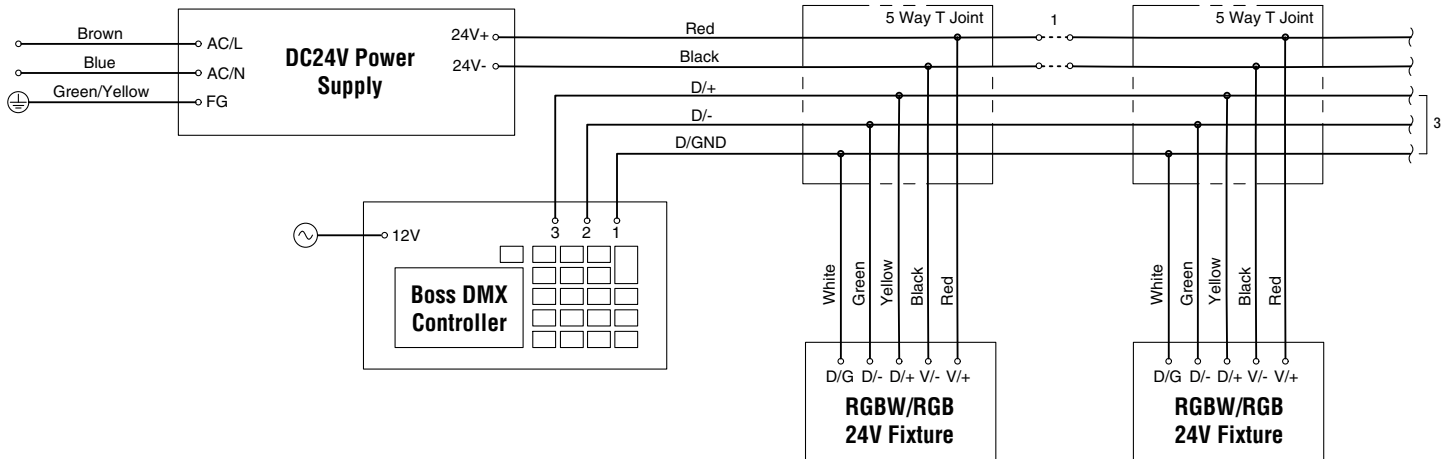 5 Way T Joint
1
5 Way T Joint
Brown
AC/L
24V+
Red
Blue
AC/N
DC24V Power
Supply
24V-
Black
Green/Yellow
FG
D/+
D/-
3
D/GND
12V
3 2 1
Boss DMX
Controller
White
Green
Yellow
Black
Red
White
Green
Yellow
Black
Red
D/G D/- D/+ V/- V/+
RGBW/RGB
24V Fixture
D/G D/- D/+ V/- V/+
RGBW/RGB
24V Fixture